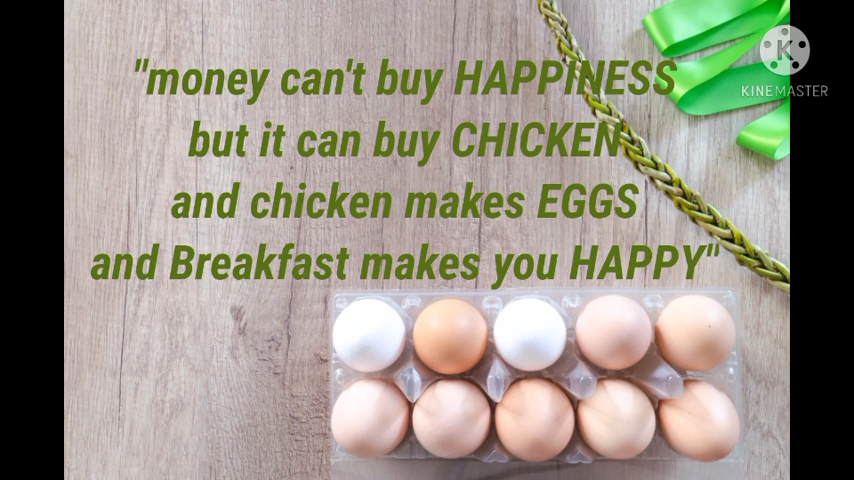 "money can't buy HAPPINESS
but it can buy CHICKEN
and chicken makes EGGS
and Breakfast makes you HAPPY"
K
KINEMASTER